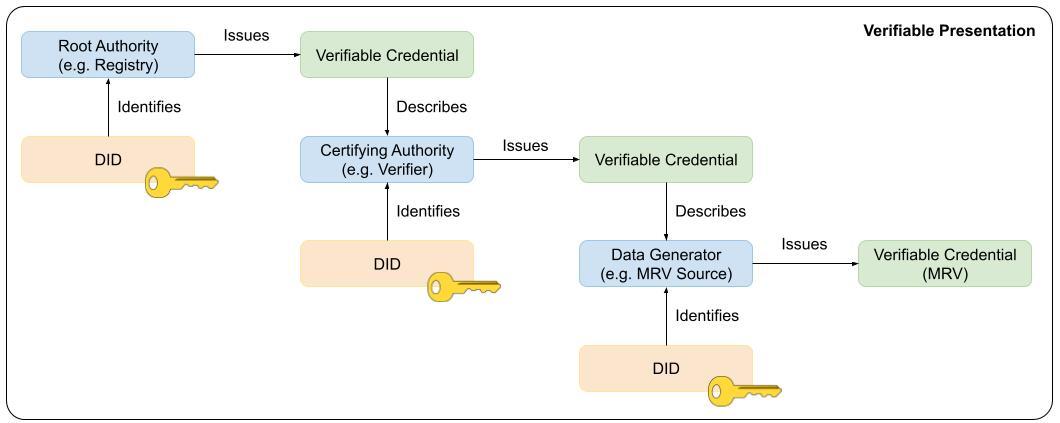 Verifiable Presentation
Root Authority
(e.g. Registry)
Issues
Verifiable Credential
Identifies
Describes
DID
Certifying Authority
(e.g. Verifier)
Issues
Verifiable Credential
Identifies
Describes
DID
Data Generator
(e.g. MRV Source)
Issues
Verifiable Credential
(MRV)
Identifies
DID